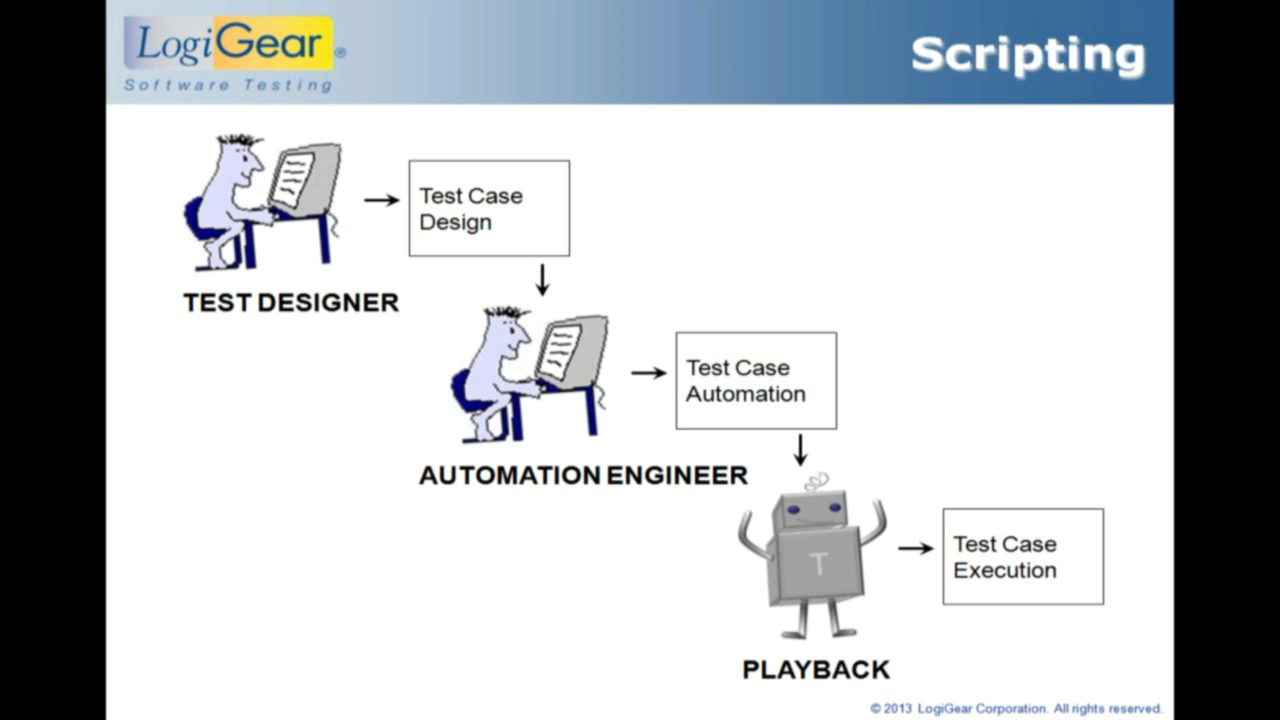 LogiGear®
Software Testing
Scripting
Test Case
Design
TEST DESIGNER
Test Case
Automation
AUTOMATION ENGINEER
T
Test Case
Execution
PLAYBACK
© 2013 LogiGear Corporation. All rights reserved.